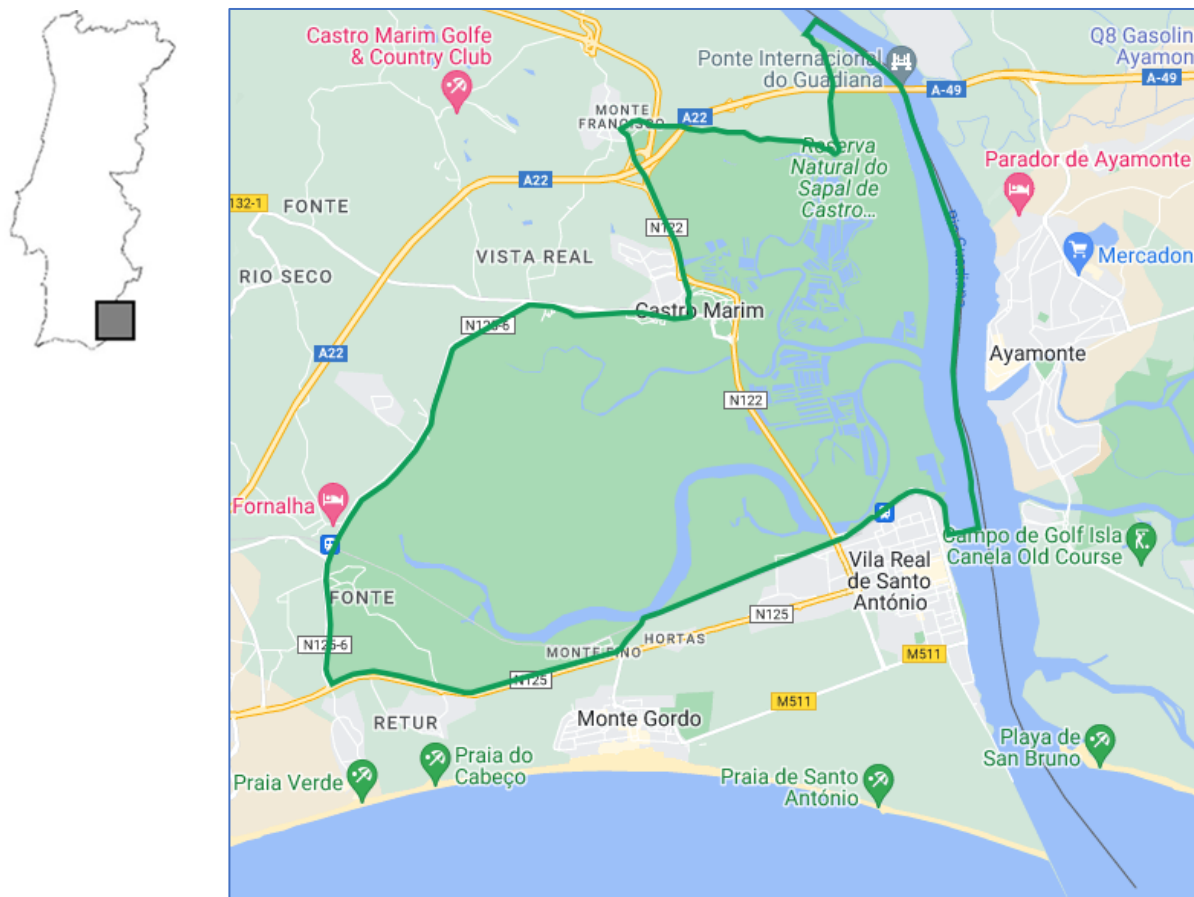 Castro Marim Golfe
& Country Club
Ponte Internacional
do Guadiana
Q8 Gasolin
Ayamon
A-49
A-49
MONTE
FRANCISCO
A22
Reserva
Natural do
Sapal de
Castro...
Parador de Ayamonte
A22
132-1
FONTE
N122
Rio Guadiana
Mercadon
VISTA REAL
RIO SECO
Castro Marim
N125-6
A22
Ayamonte
N122
Fornalha
Campo de Golf Isla
Canela Old Course
Vila Real
de Santo
António
FONTE
N125
HORTAS
N125-6
MONTE FINO
M511
N125
M511
RETUR
Monte Gordo
Praia do
Cabeço
Playa de
San Bruno
Praia Verde
Praia de Santo
António